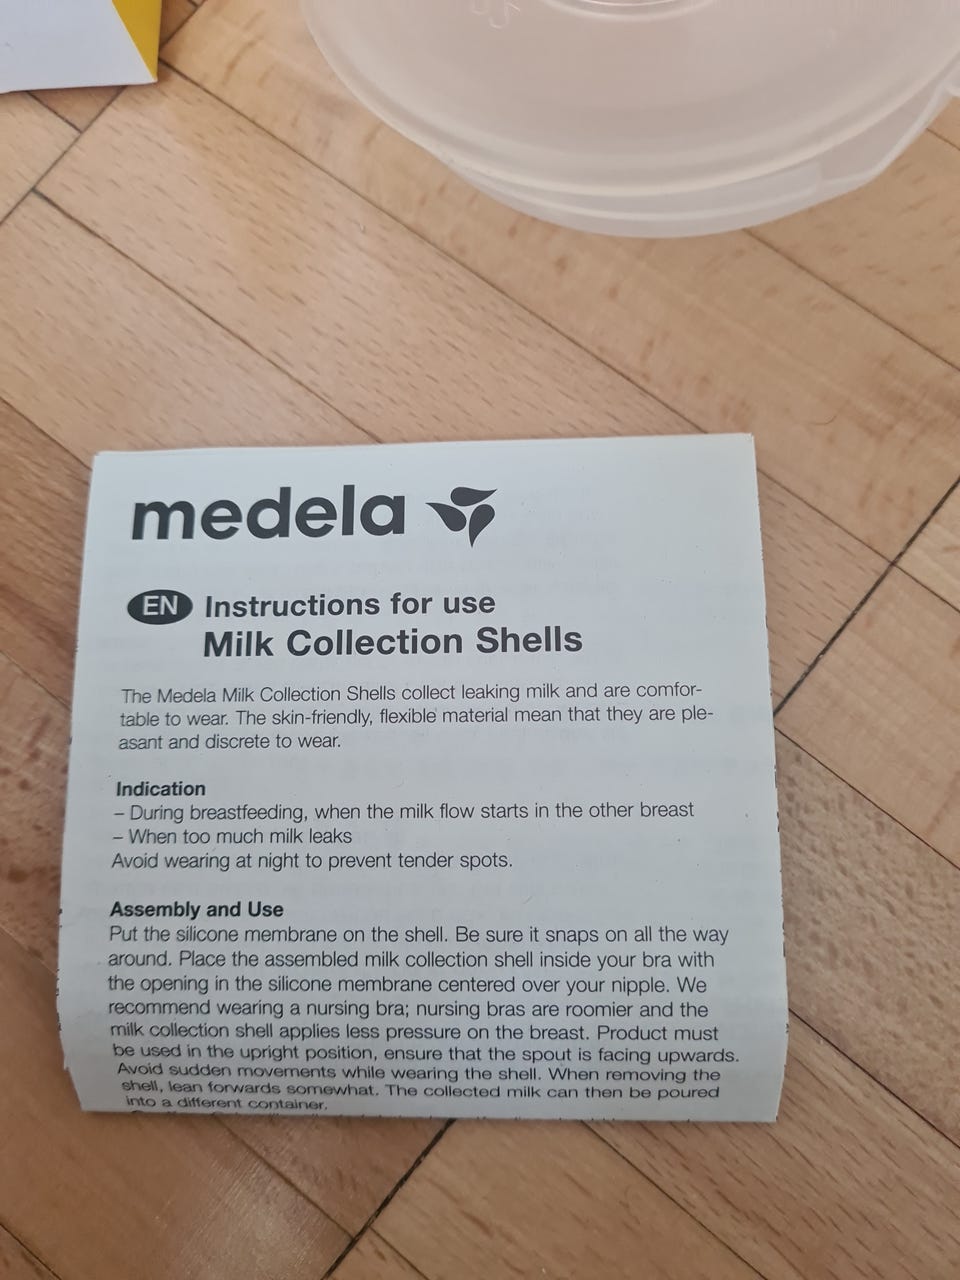 medela
EN Instructions for use
Milk Collection Shells
The Medela Milk Collection Shells collect leaking milk and are comfor-
table to wear. The skin-friendly, flexible material mean that they are ple-
asant and discrete to wear.
Indication
– During breastfeeding, when the milk flow starts in the other breast
– When too much milk leaks
Avoid wearing at night to prevent tender spots.
Assembly and Use
Put the silicone membrane on the shell. Be sure it snaps on all the way
around. Place the assembled milk collection shell inside your bra with
the opening in the silicone membrane centered over your nipple. We
recommend wearing a nursing bra; nursing bras are roomier and the
milk collection shell applies less pressure on the breast. Product must
be used in the upright position, ensure that the spout is facing upwards.
Avoid sudden movements while wearing the shell. When removing the
shell, lean forwards somewhat. The collected milk can then be poured
into a different container.